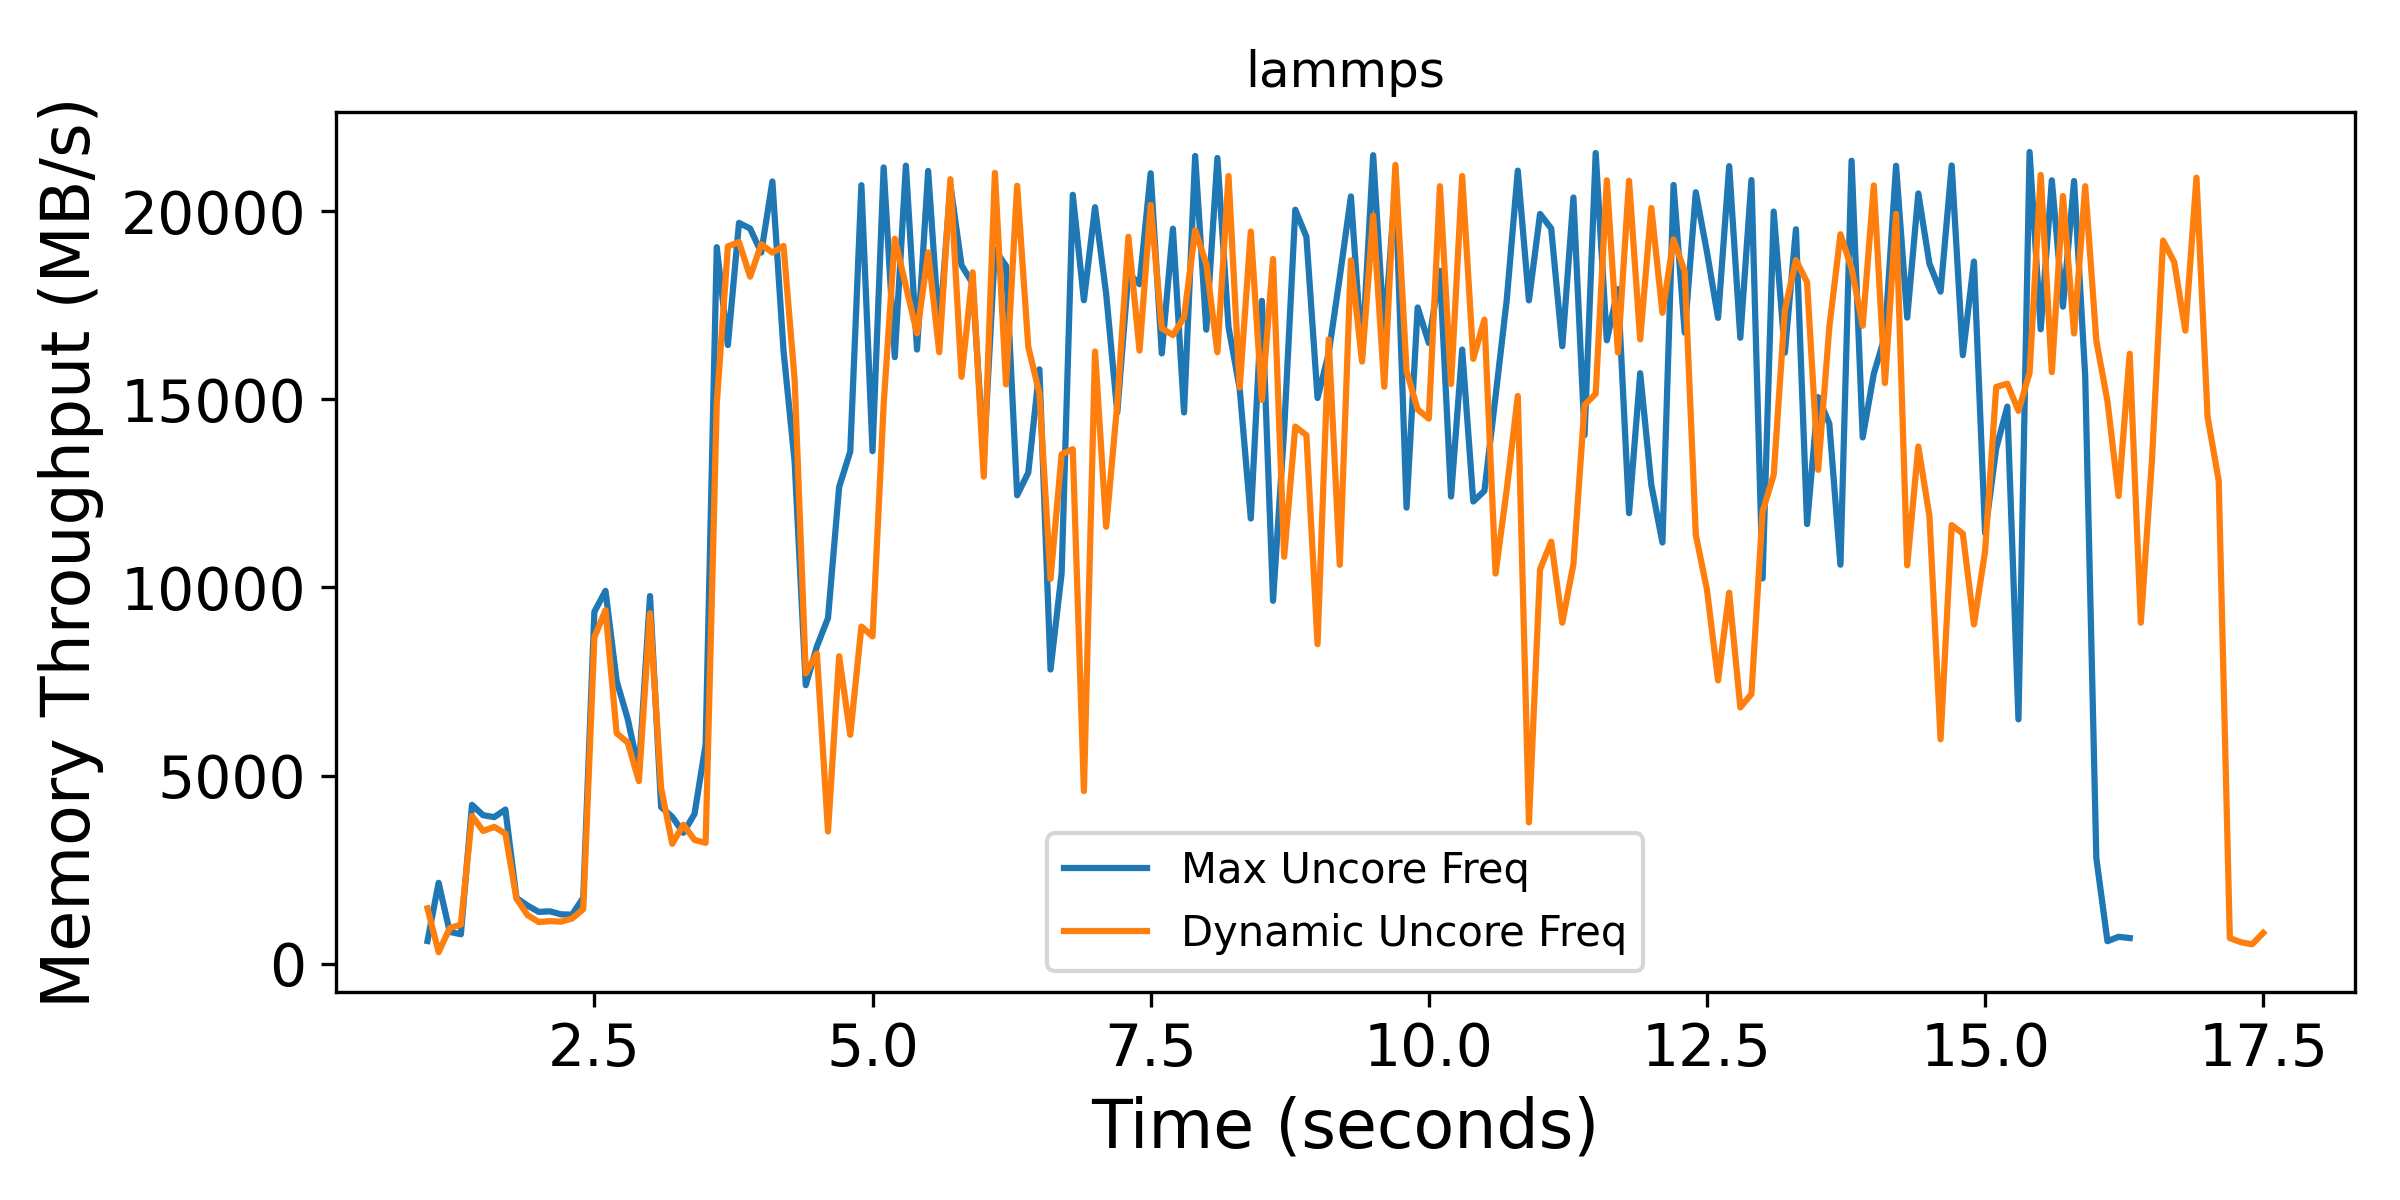 lammps
Memory Throughput (MB/s)
20000
15000
10000
5000
0
Max Uncore Freq
Dynamic Uncore Freq
2.5 5.0 7.5 10.0 12.5 15.0 17.5
Time (seconds)